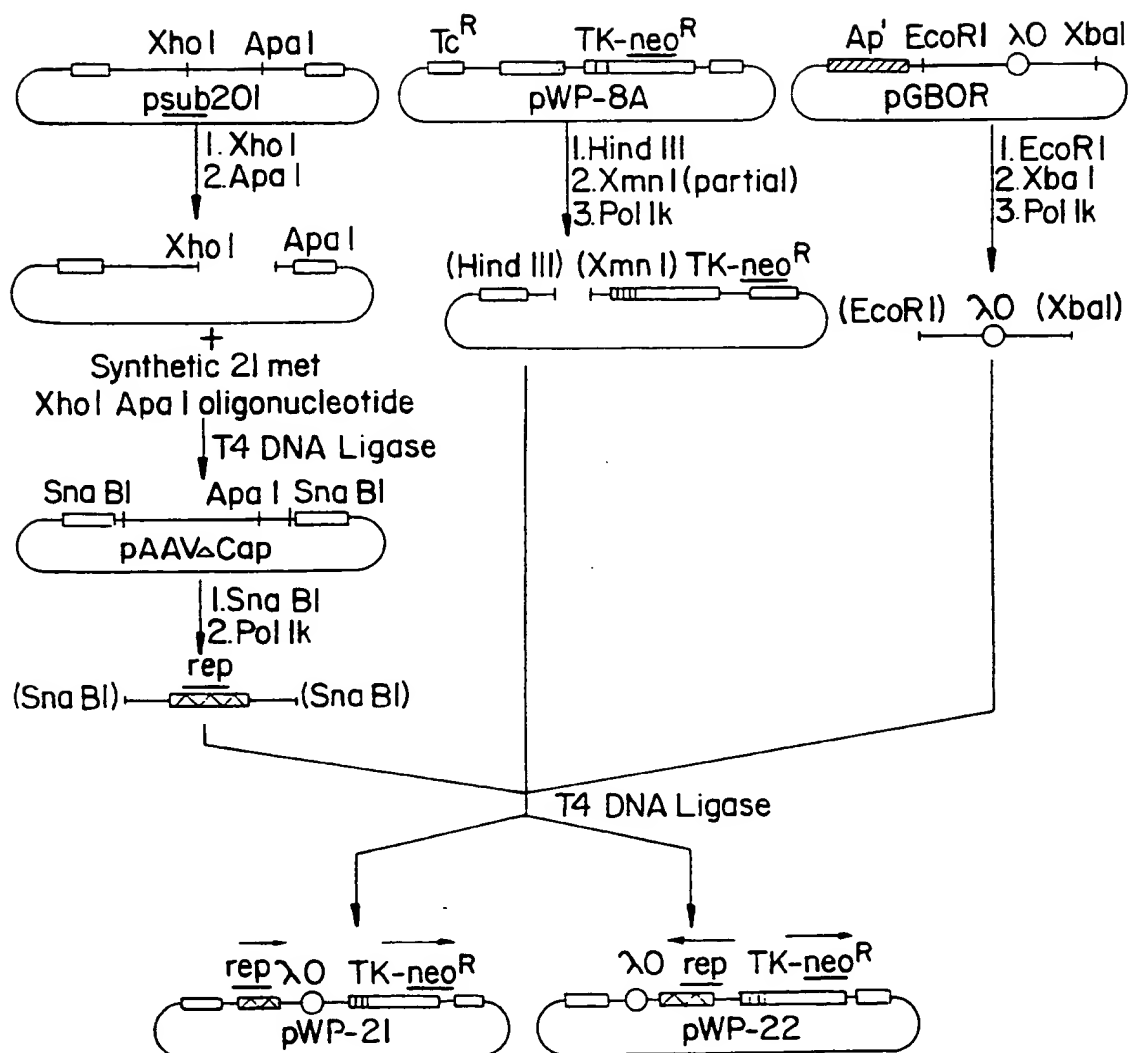 Xho I Apa I
psub201
1. Xho I
2. Apa I
Xho I Apa I
+
Synthetic 21 met
Xho I Apa I oligonucleotide
T4 DNA Ligase
Sna BI Apa I Sna BI
pAAV△Cap
1. Sna BI
2. Pol Ik
rep
(Sna BI) (Sna BI)
Tc^R TK-neo^R
pWP-8A
1. Hind III
2. Xmn I (partial)
3. Pol Ik
(Hind III) (Xmn I) TK-neo^R
Ap' EcoRI λO XbaI
pGBOR
1. EcoRI
2. Xba I
3. Pol Ik
(EcoRI) λO (XbaI)
T4 DNA Ligase
rep λO TK-neo^R
pWP-21
λO rep TK-neo^R
pWP-22